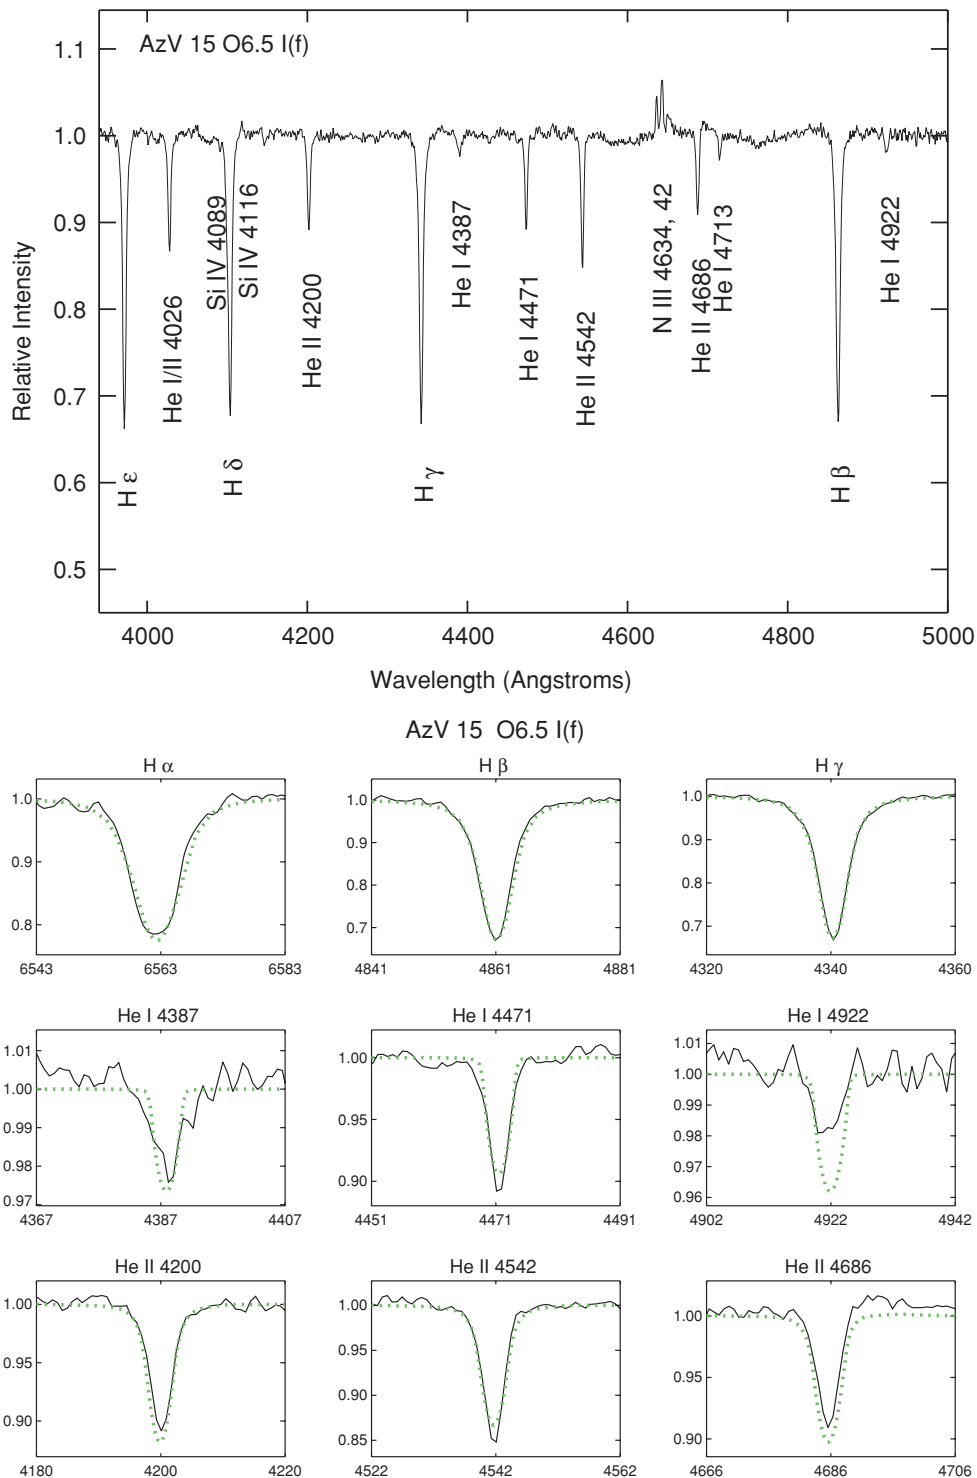 AzV 15 O6.5 I(f)
1.1
1.0
0.9
0.8
0.7
0.6
0.5
Relative Intensity
H ε
He I/II 4026
Si IV 4089
H δ
Si IV 4116
He II 4200
H γ
He I 4387
He I 4471
He II 4542
N III 4634, 42
He II 4686
He I 4713
H β
He I 4922
4000 4200 4400 4600 4800 5000
Wavelength (Angstroms)
AzV 15 O6.5 I(f)
H α
1.0
0.9
0.8
6543 6563 6583
H β
1.0
0.9
0.8
0.7
4841 4861 4881
H γ
1.0
0.9
0.8
0.7
4320 4340 4360
He I 4387
1.01
1.00
0.99
0.98
0.97
4367 4387 4407
He I 4471
1.00
0.95
0.90
4451 4471 4491
He I 4922
1.01
1.00
0.99
0.98
0.97
0.96
4902 4922 4942
He II 4200
1.00
0.95
0.90
4180 4200 4220
He II 4542
1.00
0.95
0.90
0.85
4522 4542 4562
He II 4686
1.00
0.95
0.90
4666 4686 4706